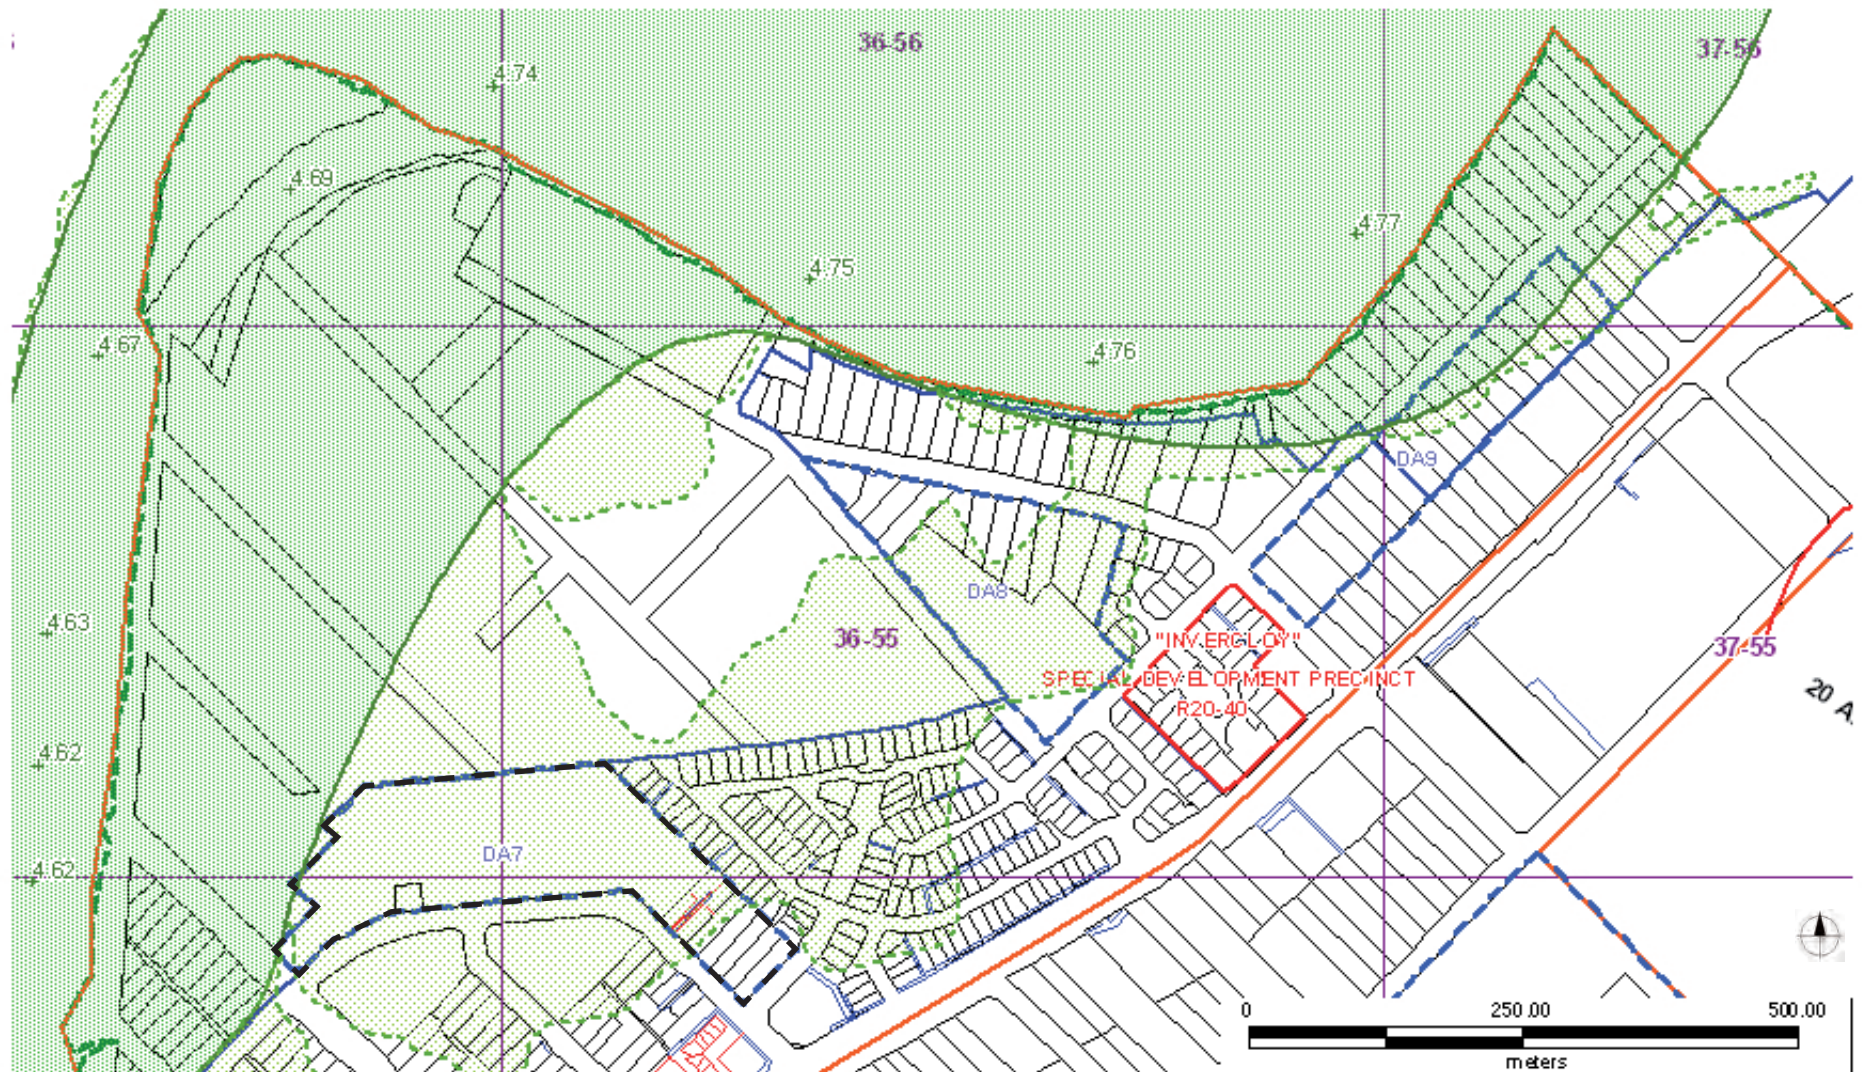 36-56
37-56
4.74
4.69
4.77
4.75
4.67
4.76
DA9
DA8
4.63
36-55
"INVERCLOY"
37-55
SPECIAL DEVELOPMENT PRECINCT
R20-40
20 A
4.62
DA7
4.62
0 250.00 500.00
meters